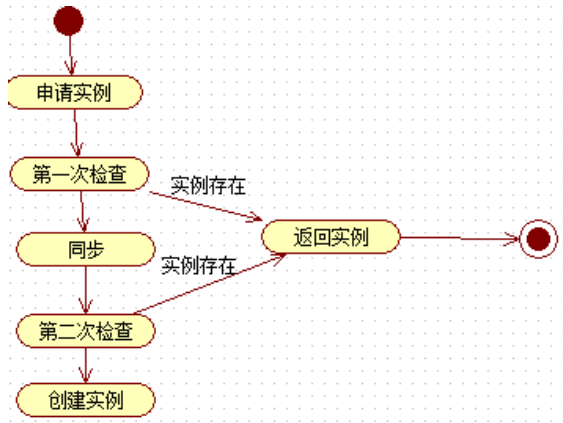 申请实例
第一次检查
实例存在
同步
返回实例
实例存在
第二次检查
创建实例